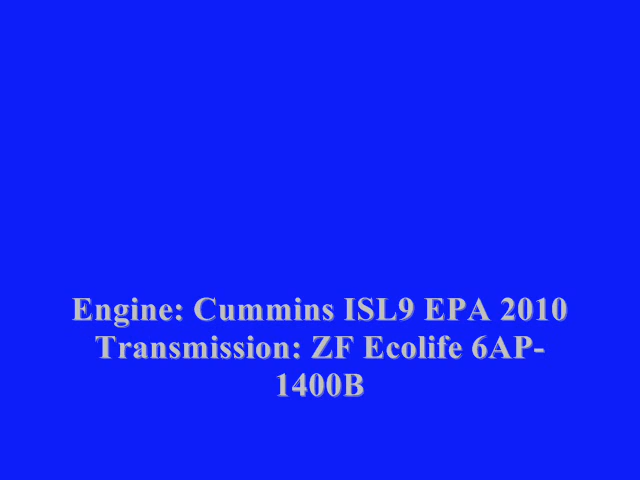 Engine: Cummins ISL9 EPA 2010
Transmission: ZF Ecolife 6AP-
1400B